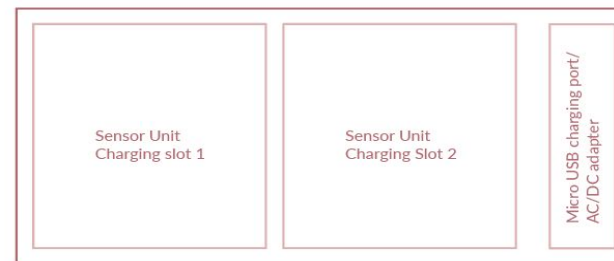 Sensor Unit
Charging slot 1
Sensor Unit
Charging Slot 2
Micro USB charging port/
AC/DC adapter